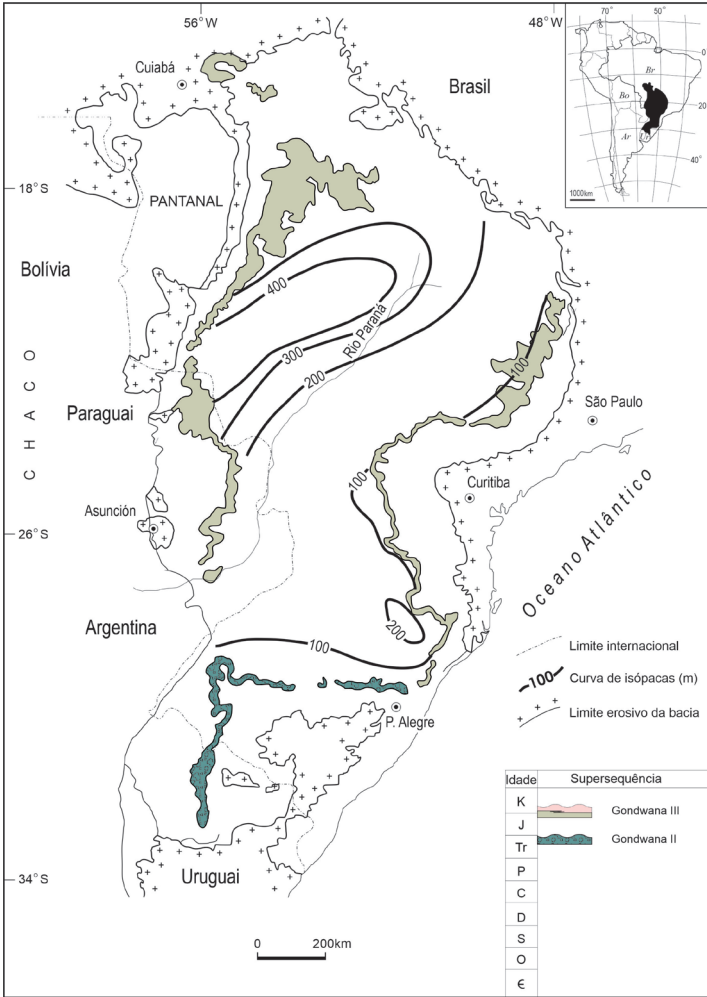 56°W
48°W
70°
50°
0
20°
40°
Br
Bo
Ar
Ur
1000km
Cuiabá
Brasil
18°S
PANTANAL
Bolívia
400
300
200
Rio Paraná
100
CHACO
Paraguai
São Paulo
100
Curitiba
Asunción
26°S
Oceano Atlântico
200
Argentina
100
P. Alegre
Limite internacional
100 Curva de isópacas (m)
Limite erosivo da bacia
Idade Supersequência
K
Gondwana III
J
Tr Gondwana II
P
C
D
S
O
Є
Uruguai
34°S
0 200km